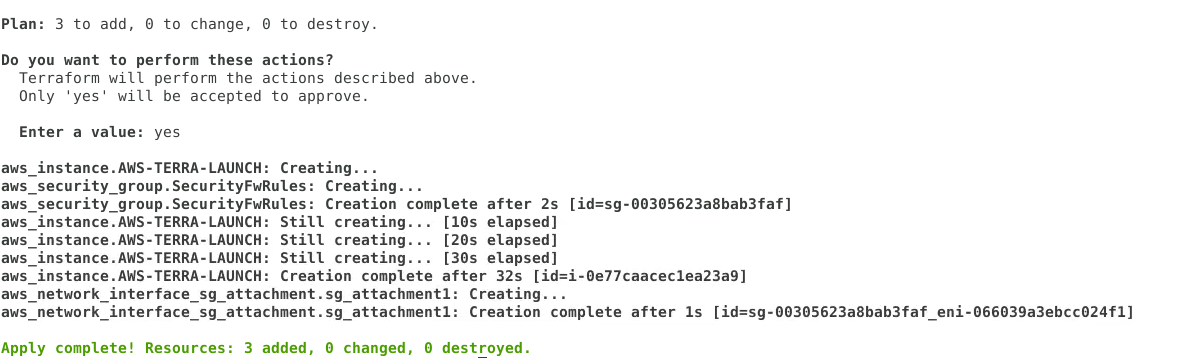 Plan: 3 to add, 0 to change, 0 to destroy.
Do you want to perform these actions?
Terraform will perform the actions described above.
Only 'yes' will be accepted to approve.
Enter a value: yes
aws_instance.AWS-TERRA-LAUNCH: Creating...
aws_security_group.SecurityFwRules: Creating...
aws_security_group.SecurityFwRules: Creation complete after 2s [id=sg-00305623a8bab3faf]
aws_instance.AWS-TERRA-LAUNCH: Still creating... [10s elapsed]
aws_instance.AWS-TERRA-LAUNCH: Still creating... [20s elapsed]
aws_instance.AWS-TERRA-LAUNCH: Still creating... [30s elapsed]
aws_instance.AWS-TERRA-LAUNCH: Creation complete after 32s [id=i-0e77caacec1ea23a9]
aws_network_interface_sg_attachment.sg_attachment1: Creating...
aws_network_interface_sg_attachment.sg_attachment1: Creation complete after 1s [id=sg-00305623a8bab3faf_eni-066039a3ebcc024f1]
Apply complete! Resources: 3 added, 0 changed, 0 destroyed.